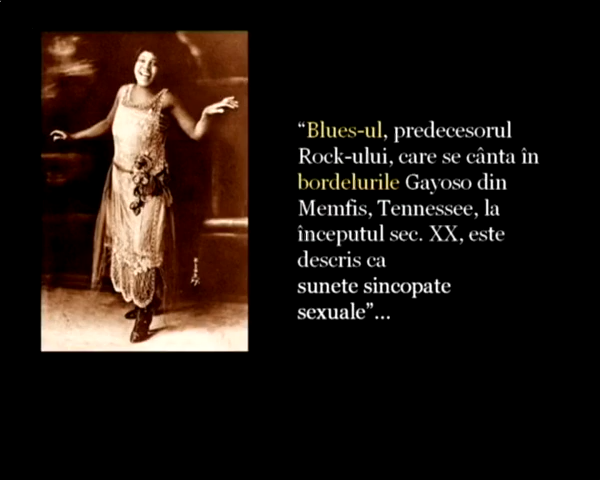 “Blues-ul, predecesorul
Rock-ului, care se cânta în
bordelurile Gayoso din
Memfis, Tennessee, la
începutul sec. XX, este
descris ca
sunete sincopate
sexuale”...